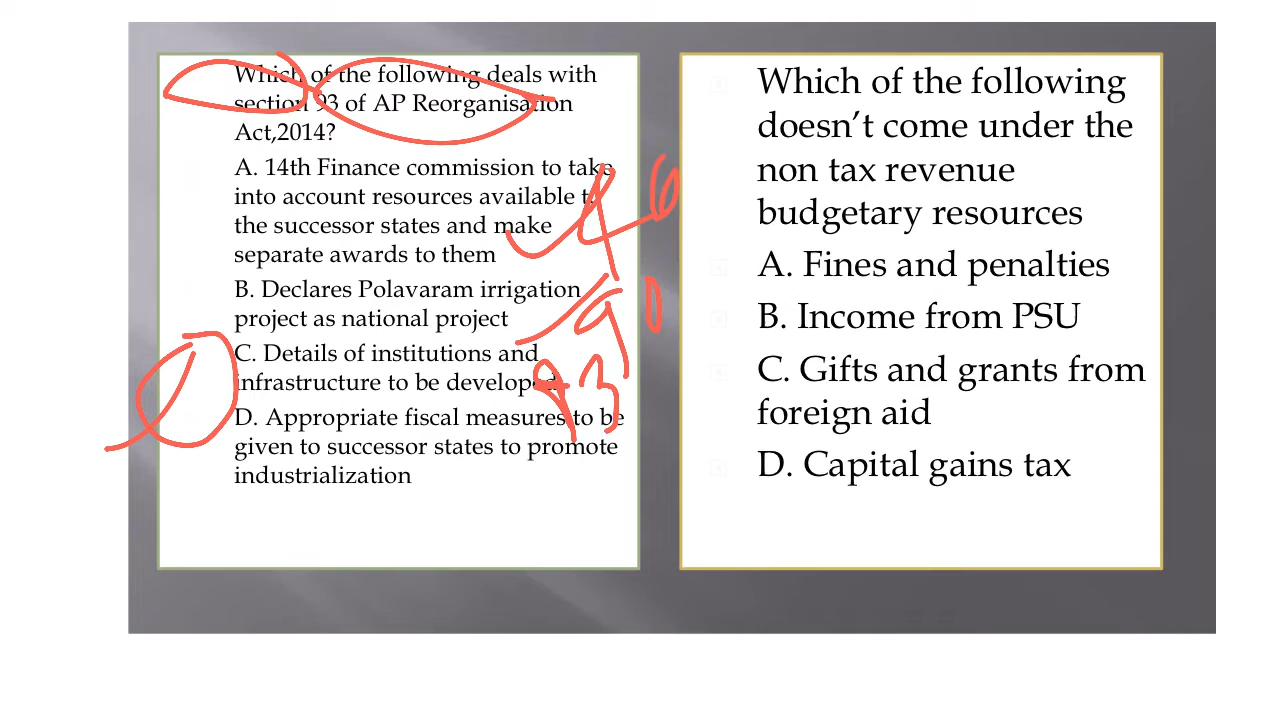 Which of the following deals with
section 93 of AP Reorganisation
Act,2014?
A. 14th Finance commission to take
into account resources available t
the successor states and make
separate awards to them
B. Declares Polavaram irrigation
project as national project
C. Details of institutions and
infrastructure to be developed
D. Appropriate fiscal measures to be
given to successor states to promote
industrialization
46
90
93
Which of the following
doesn't come under the
non tax revenue
budgetary resources
A. Fines and penalties
B. Income from PSU
C. Gifts and grants from
foreign aid
D. Capital gains tax